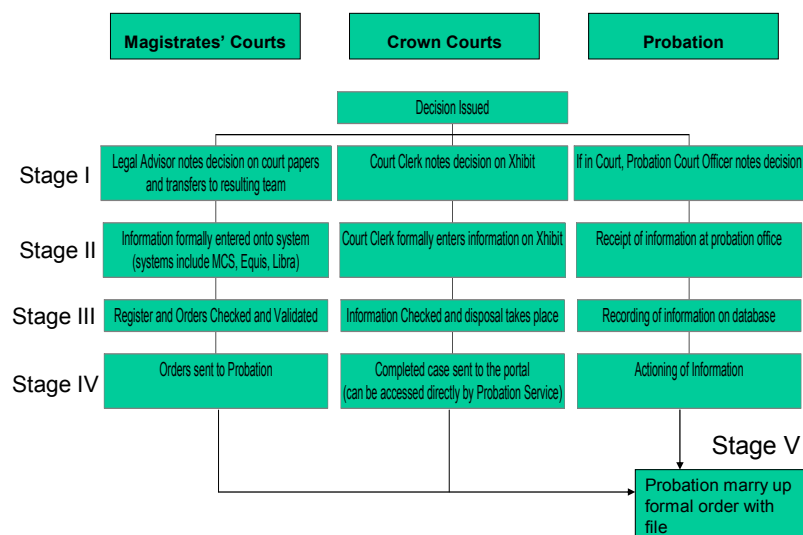 Magistrates' Courts
Crown Courts
Probation
Decision Issued
Stage I
Legal Advisor notes decision on court papers
and transfers to resulting team
Court Clerk notes decision on Xhibit
If in Court, Probation Court Officer notes decision
Stage II
Information formally entered onto system
(systems include MCS, Equis, Libra)
Court Clerk formally enters information on Xhibit
Receipt of information at probation office
Stage III
Register and Orders Checked and Validated
Information Checked and disposal takes place
Recording of information on database
Stage IV
Orders sent to Probation
Completed case sent to the portal
(can be accessed directly by Probation Service)
Actioning of Information
Stage V
Probation marry up
formal order with
file